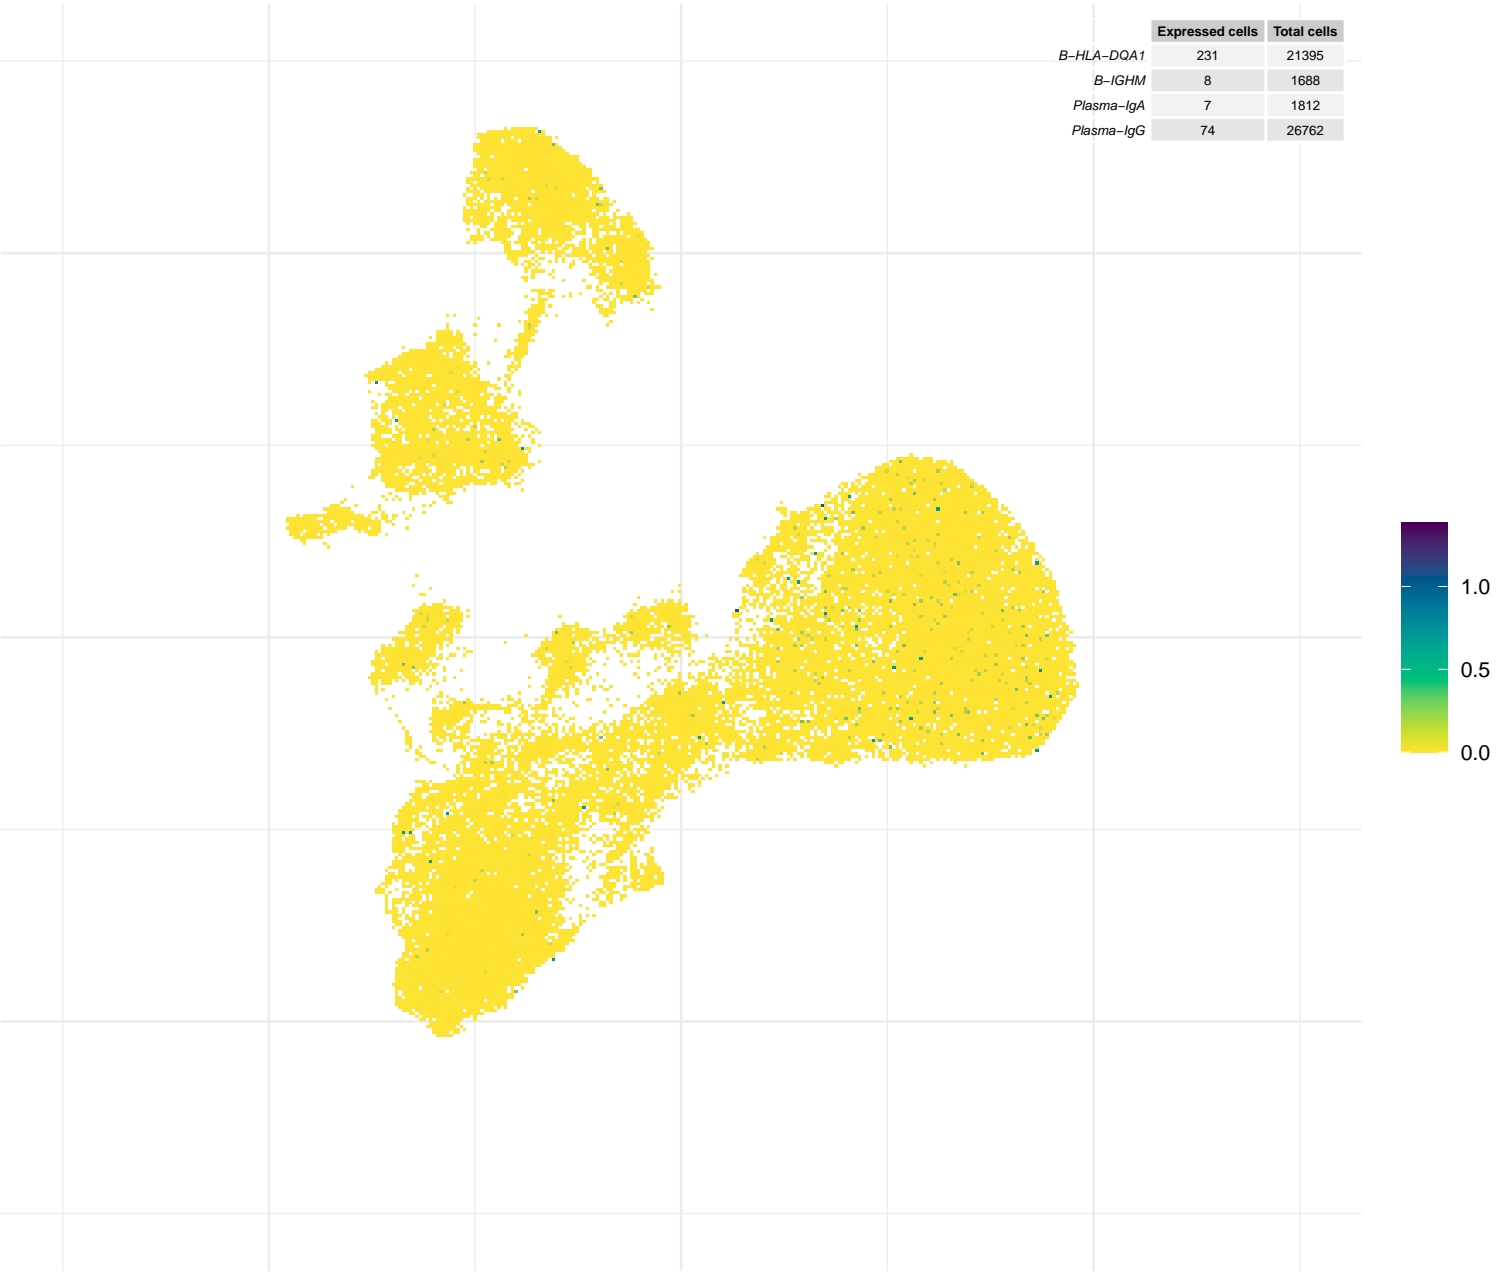 Expressed cells Total cells
B−HLA−DQA1 231 21395
B−IGHM 8 1688
Plasma−IgA 7 1812
Plasma−IgG 74 26762
1.0
0.5
0.0